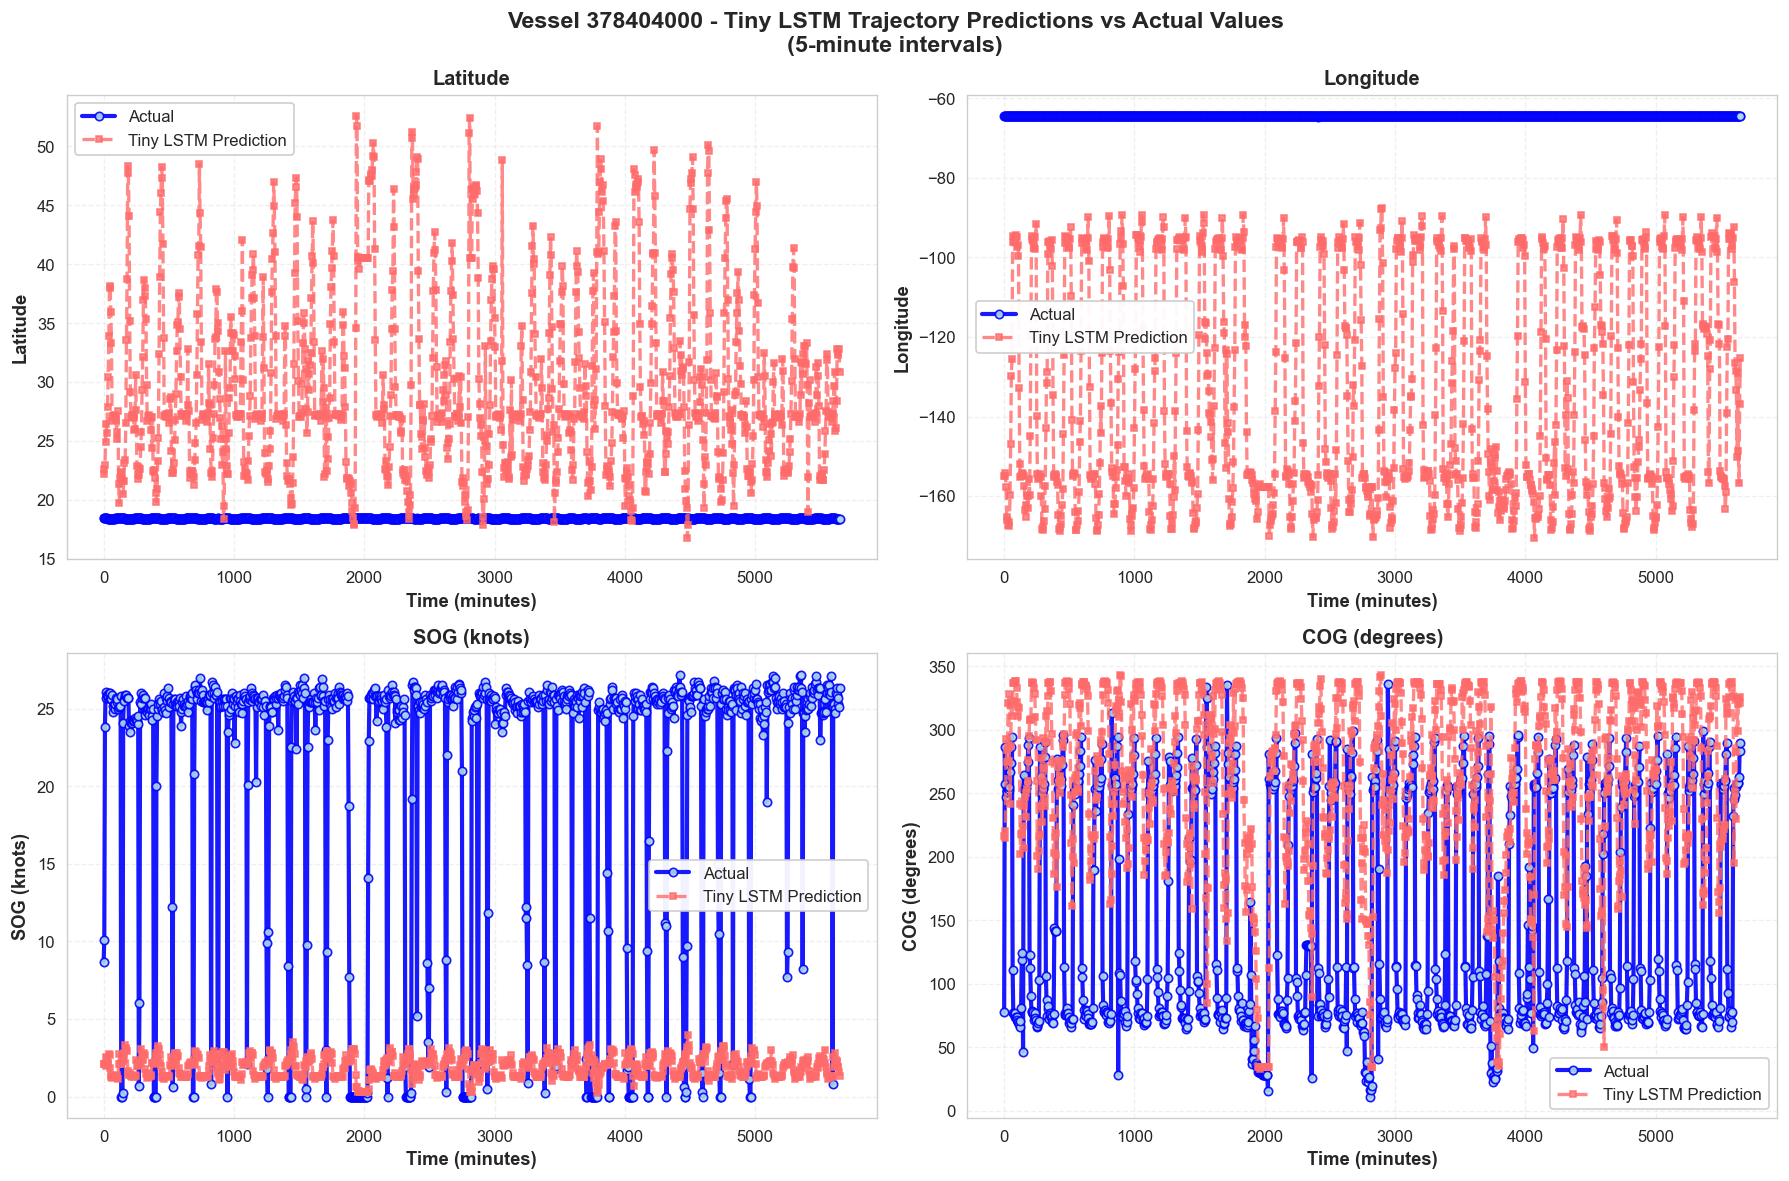 Vessel 378404000 - Tiny LSTM Trajectory Predictions vs Actual Values
(5-minute intervals)
Latitude
Actual
Tiny LSTM Prediction
Latitude
50
45
40
35
30
25
20
15
0 1000 2000 3000 4000 5000
Time (minutes)
Longitude
Actual
Tiny LSTM Prediction
Longitude
−60
−80
−100
−120
−140
−160
0 1000 2000 3000 4000 5000
Time (minutes)
SOG (knots)
Actual
Tiny LSTM Prediction
SOG (knots)
25
20
15
10
5
0
0 1000 2000 3000 4000 5000
Time (minutes)
COG (degrees)
Actual
Tiny LSTM Prediction
COG (degrees)
350
300
250
200
150
100
50
0
0 1000 2000 3000 4000 5000
Time (minutes)